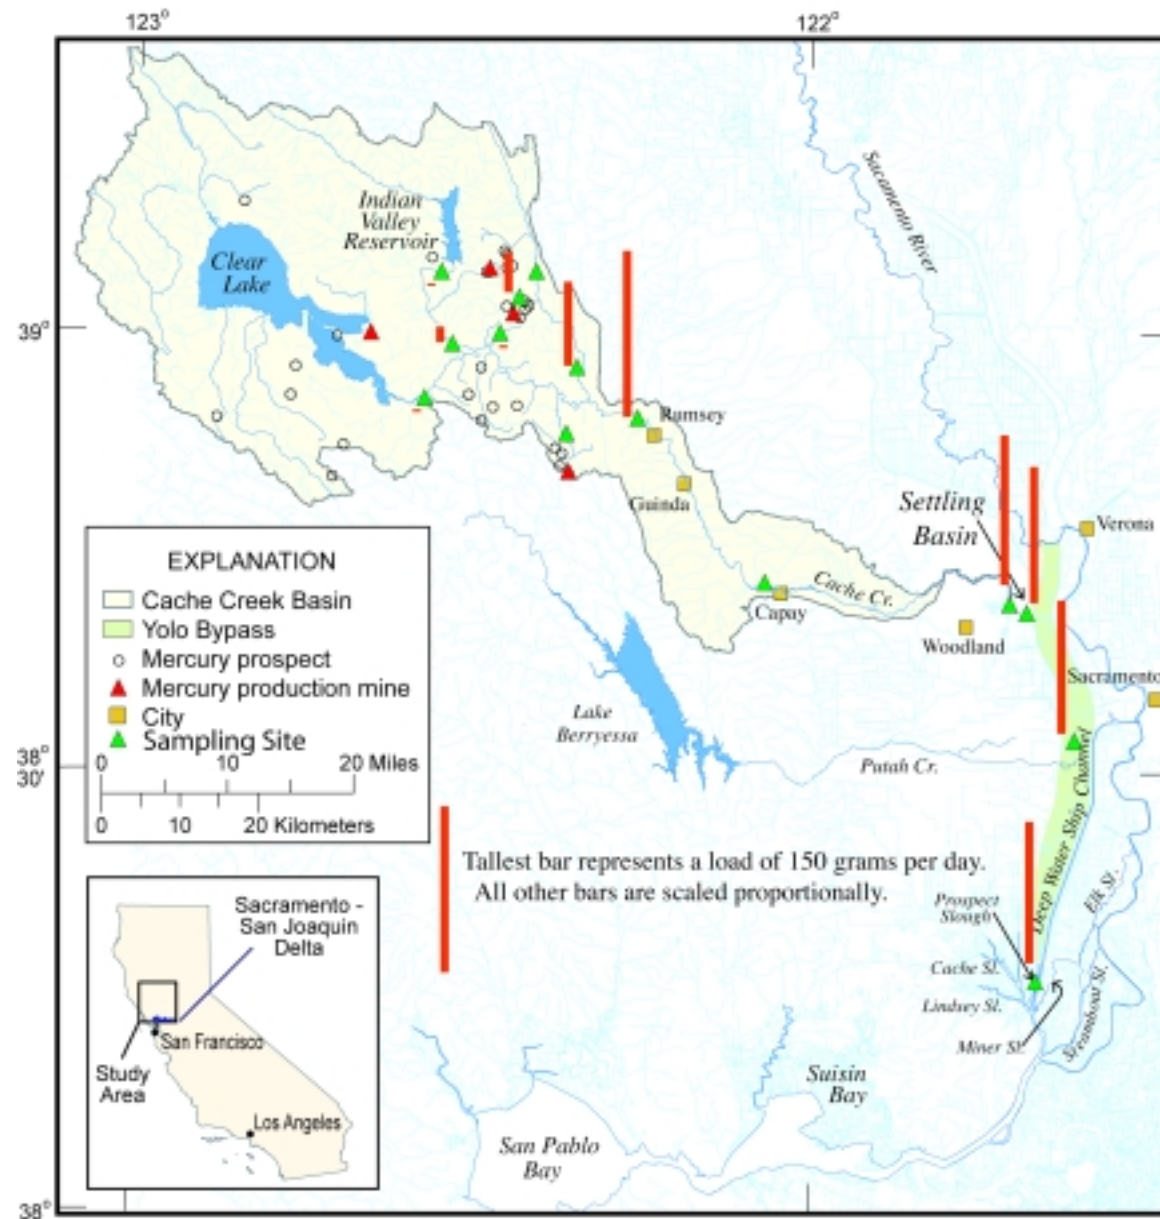 123°
122°
Sacamento River
Indian
Valley
Reservoir
Clear
Lake
39°
Rumsey
Guinda
Settling
Basin
Verona
EXPLANATION
Cache Creek Basin
Yolo Bypass
Mercury prospect
Mercury production mine
City
Sampling Site
0 10 20 Miles
0 10 20 Kilometers
Cache Cr.
Capay
Woodland
Sacramento
Lake
Berryessa
Putah Cr.
38°
30'
Deep Water Ship Channel
Tallest bar represents a load of 150 grams per day.
All other bars are scaled proportionally.
Prospect
Slough
Elk Sl.
Cache Sl.
Lindsey Sl.
Miner Sl.
Steamboat Sl.
Sacramento -
San Joaquin
Delta
San Francisco
Study
Area
Los Angeles
Suisin
Bay
San Pablo
Bay
38°